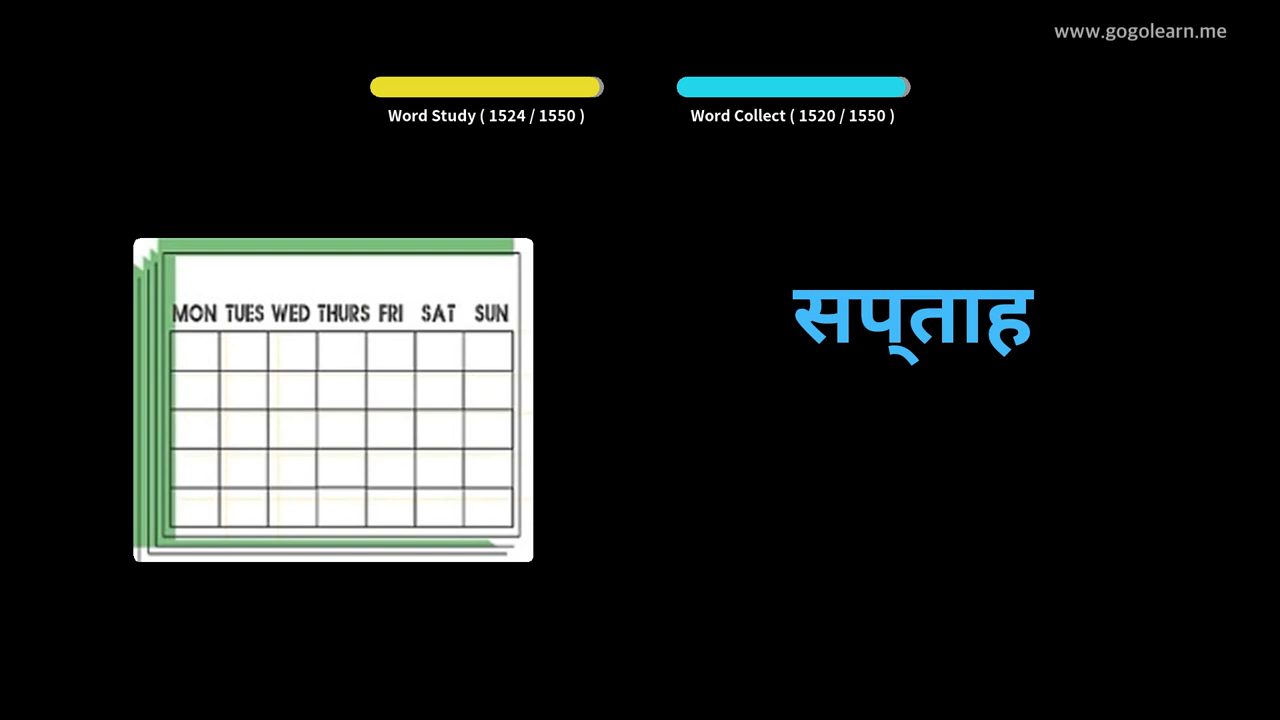 www.gogolearn.me
Word Study ( 1524 / 1550 )
Word Collect ( 1520 / 1550 )
MON TUES WED THURS FRI SAT SUN
सप्ताह